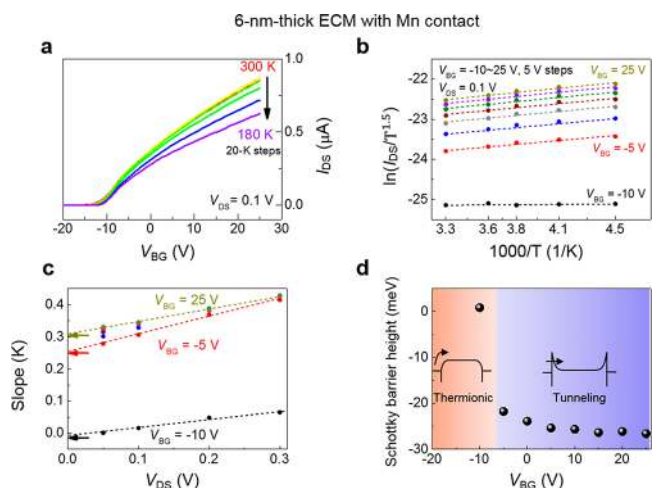 6-nm-thick ECM with Mn contact
a
300 K
180 K
20-K steps
V_DS = 0.1 V
1.0
0.5
0.0
I_DS (μA)
-20 -10 0 10 20 30
V_BG (V)
b
V_BG = -10~25 V, 5 V steps
V_BG = 25 V
V_DS = 0.1 V
V_BG = -5 V
V_BG = -10 V
-22
-23
-24
-25
ln(I_DS/T^1.5)
3.3 3.6 3.8 4.1 4.5
1000/T (1/K)
c
V_BG = 25 V
V_BG = -5 V
V_BG = -10 V
0.4
0.3
0.2
0.1
0.0
Slope (K)
0.0 0.1 0.2 0.3
V_DS (V)
d
Schottky barrier height (meV)
0
-10
-20
-30
Thermionic
Tunneling
-20 -10 0 10 20
V_BG (V)